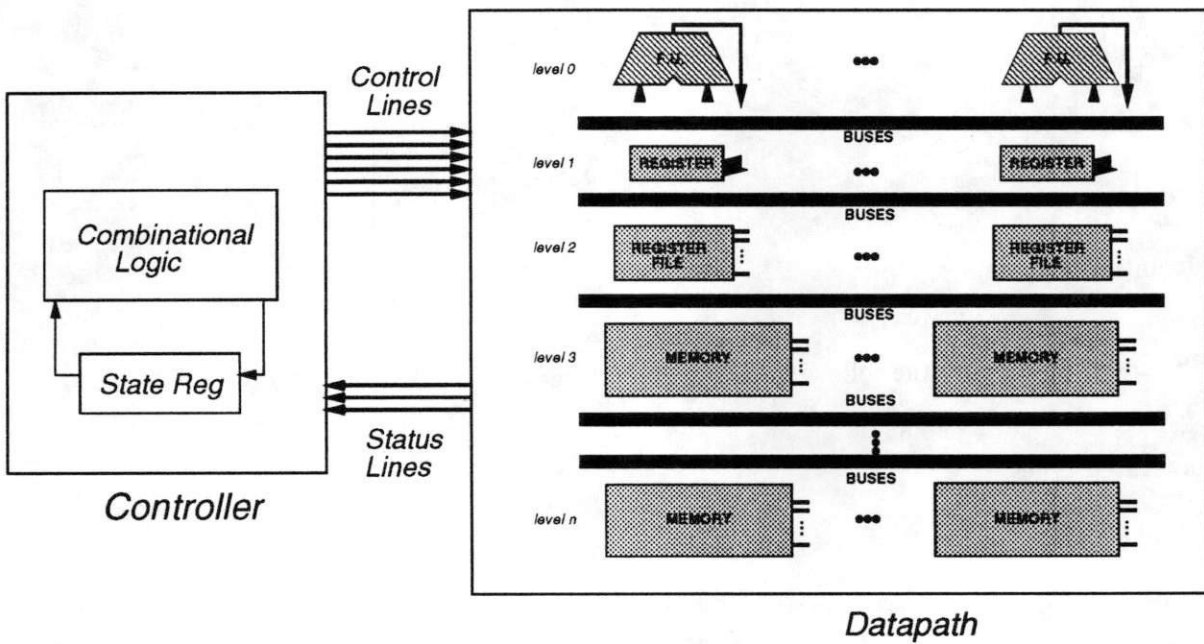 Control
Lines
Combinational
Logic
State Reg
Status
Lines
Controller
level 0
F.U.
F.U.
BUSES
level 1
REGISTER
REGISTER
BUSES
level 2
REGISTER
FILE
REGISTER
FILE
BUSES
level 3
MEMORY
MEMORY
BUSES
BUSES
level n
MEMORY
MEMORY
Datapath